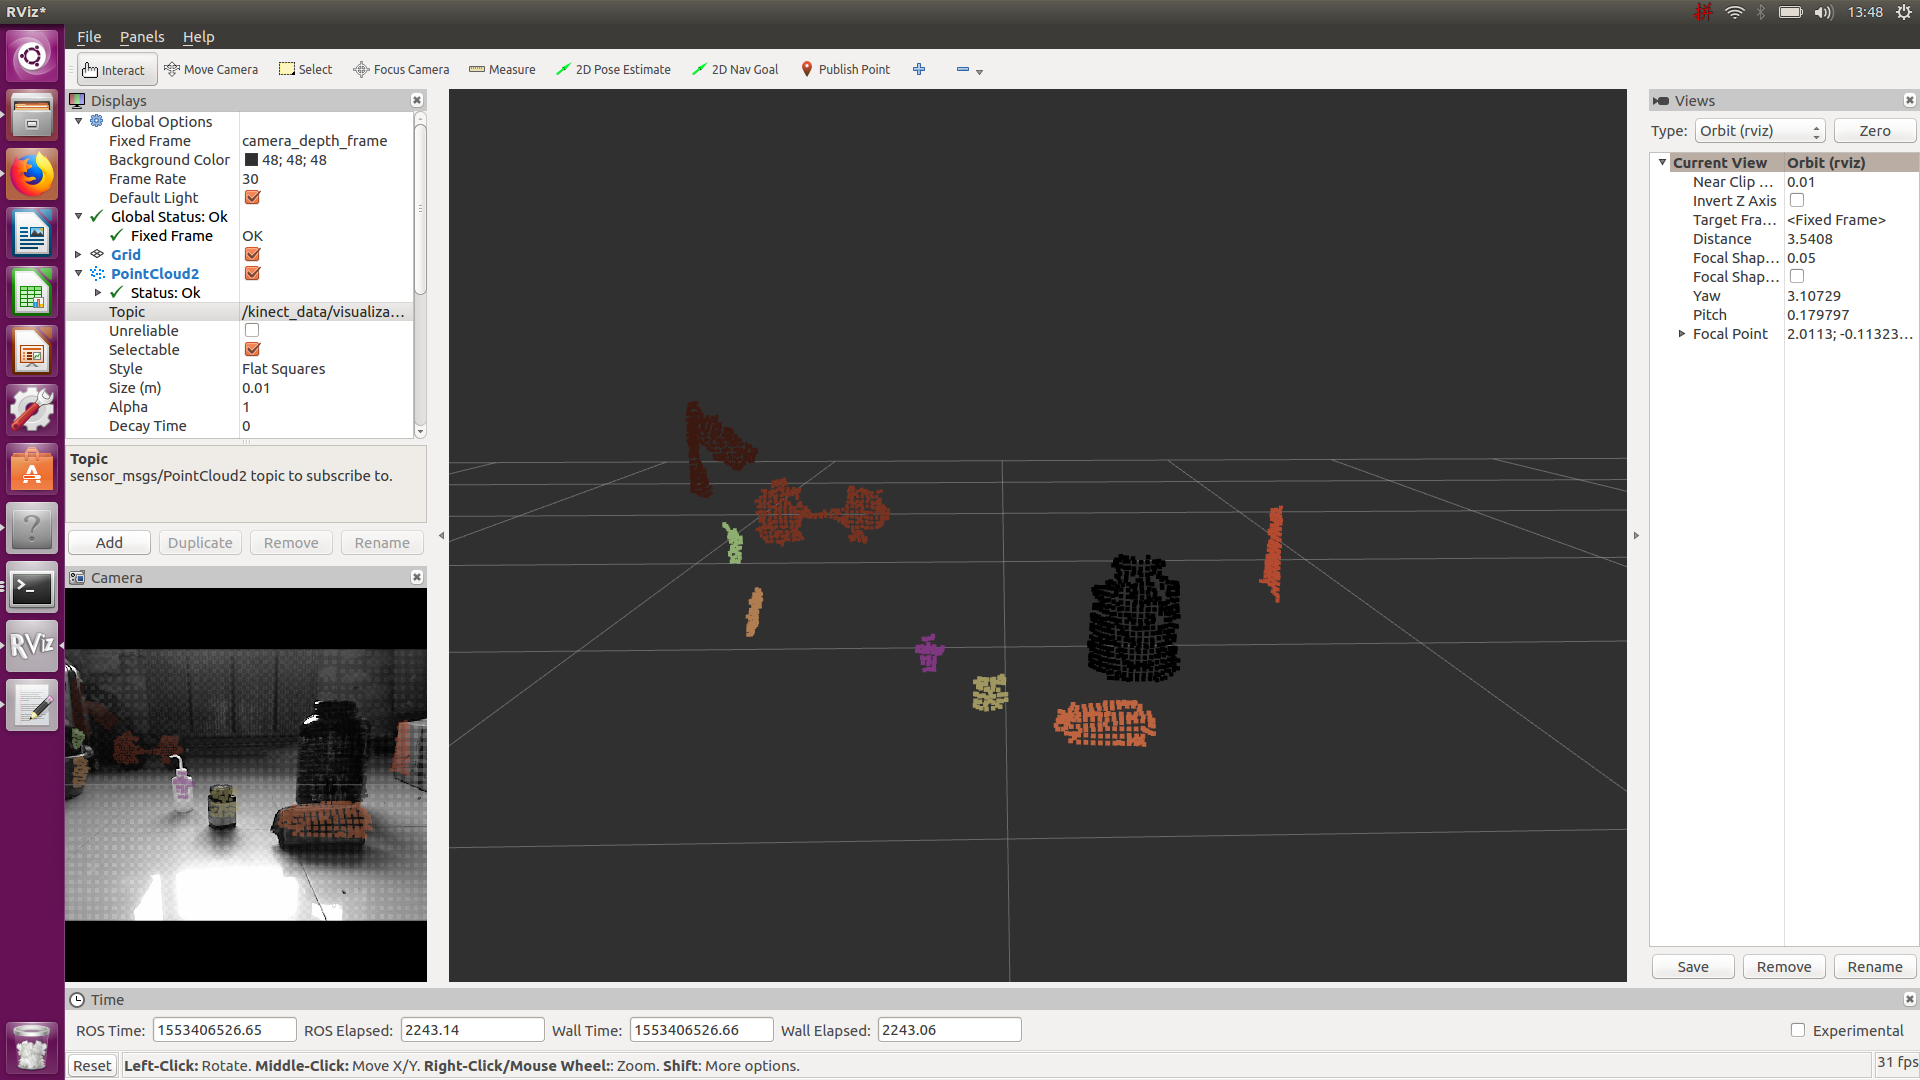 RViz*
13:48
File Panels Help
Interact Move Camera Select Focus Camera Measure 2D Pose Estimate 2D Nav Goal Publish Point
Displays
Global Options
Fixed Frame camera_depth_frame
Background Color 48; 48; 48
Frame Rate 30
Default Light
Global Status: Ok
Fixed Frame OK
Grid
PointCloud2
Status: Ok
Topic /kinect_data/visualiza...
Unreliable
Selectable
Style Flat Squares
Size (m) 0.01
Alpha 1
Decay Time 0
Topic
sensor_msgs/PointCloud2 topic to subscribe to.
Add Duplicate Remove Rename
Camera
RViz
Views
Type: Orbit (rviz) Zero
Current View Orbit (rviz)
Near Clip ... 0.01
Invert Z Axis
Target Fra... <Fixed Frame>
Distance 3.5408
Focal Shap... 0.05
Focal Shap...
Yaw 3.10729
Pitch 0.179797
Focal Point 2.0113; -0.11323...
Save Remove Rename
Time
ROS Time: 1553406526.65 ROS Elapsed: 2243.14 Wall Time: 1553406526.66 Wall Elapsed: 2243.06 Experimental
Reset Left-Click: Rotate. Middle-Click: Move X/Y. Right-Click/Mouse Wheel:: Zoom. Shift: More options. 31 fps